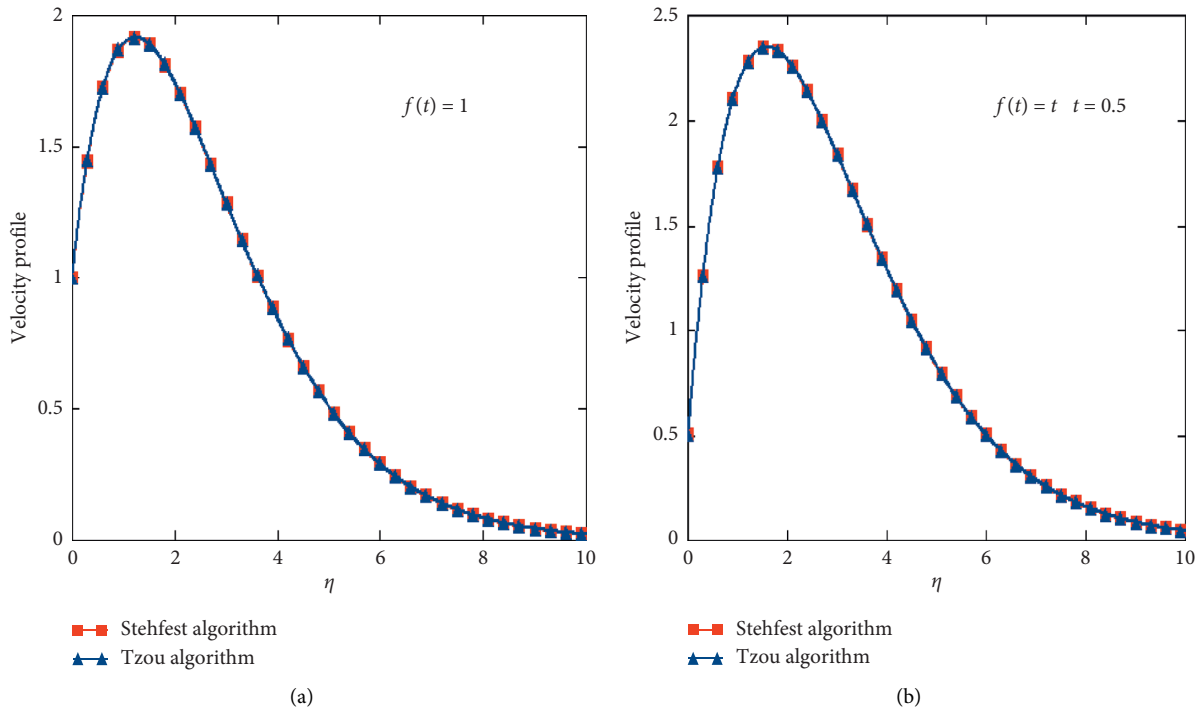 2
1.5
1
0.5
0
Velocity profile
f(t) = 1
0 2 4 6 8 10
η
Stehfest algorithm
Tzou algorithm
(a)
2.5
2
1.5
1
0.5
0
Velocity profile
f(t) = t t = 0.5
0 2 4 6 8 10
η
Stehfest algorithm
Tzou algorithm
(b)